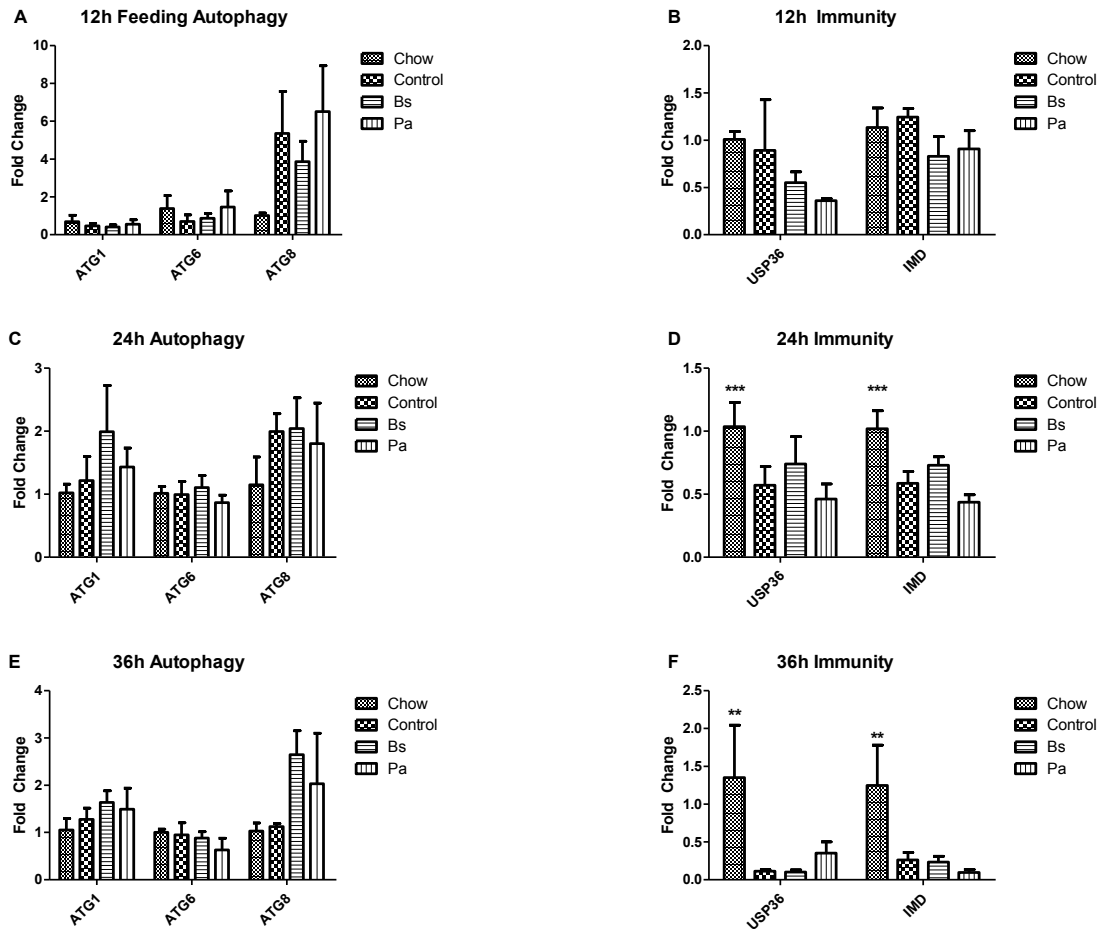 A 12h Feeding Autophagy
Fold Change
10
8
6
4
2
0
ATG1 ATG6 ATG8
Chow
Control
Bs
Pa
B 12h Immunity
Fold Change
2.0
1.5
1.0
0.5
0.0
USP36 IMD
Chow
Control
Bs
Pa
C 24h Autophagy
Fold Change
3
2
1
0
ATG1 ATG6 ATG8
Chow
Control
Bs
Pa
D 24h Immunity
Fold Change
1.5
1.0
0.5
0.0
*** ***
USP36 IMD
Chow
Control
Bs
Pa
E 36h Autophagy
Fold Change
4
3
2
1
0
ATG1 ATG6 ATG8
Chow
Control
Bs
Pa
F 36h Immunity
Fold Change
2.5
2.0
1.5
1.0
0.5
0.0
** **
USP36 IMD
Chow
Control
Bs
Pa